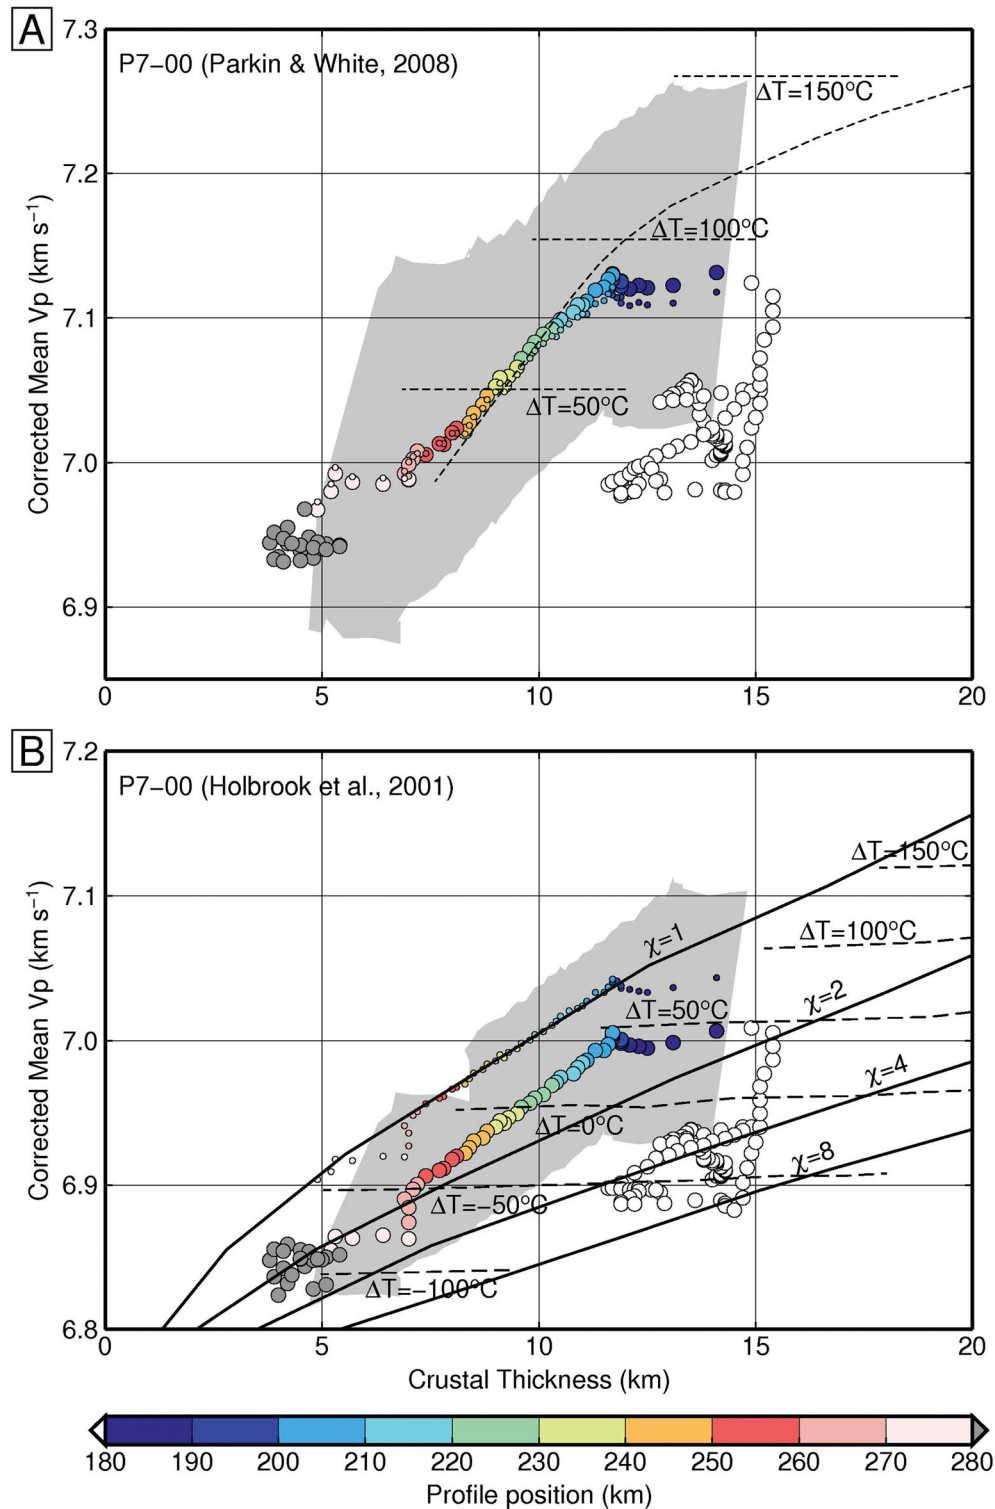 A
P7−00 (Parkin & White, 2008)
7.3
7.2
7.1
7.0
6.9
Corrected Mean Vp (km s⁻¹)
ΔT=150°C
ΔT=100°C
ΔT=50°C
0
5
10
15
20
B
P7−00 (Holbrook et al., 2001)
7.2
7.1
7.0
6.9
6.8
Corrected Mean Vp (km s⁻¹)
ΔT=150°C
χ=1
ΔT=100°C
χ=2
ΔT=50°C
χ=4
ΔT=0°C
χ=8
ΔT=−50°C
ΔT=−100°C
0
5
10
15
20
Crustal Thickness (km)
180
190
200
210
220
230
240
250
260
270
280
Profile position (km)